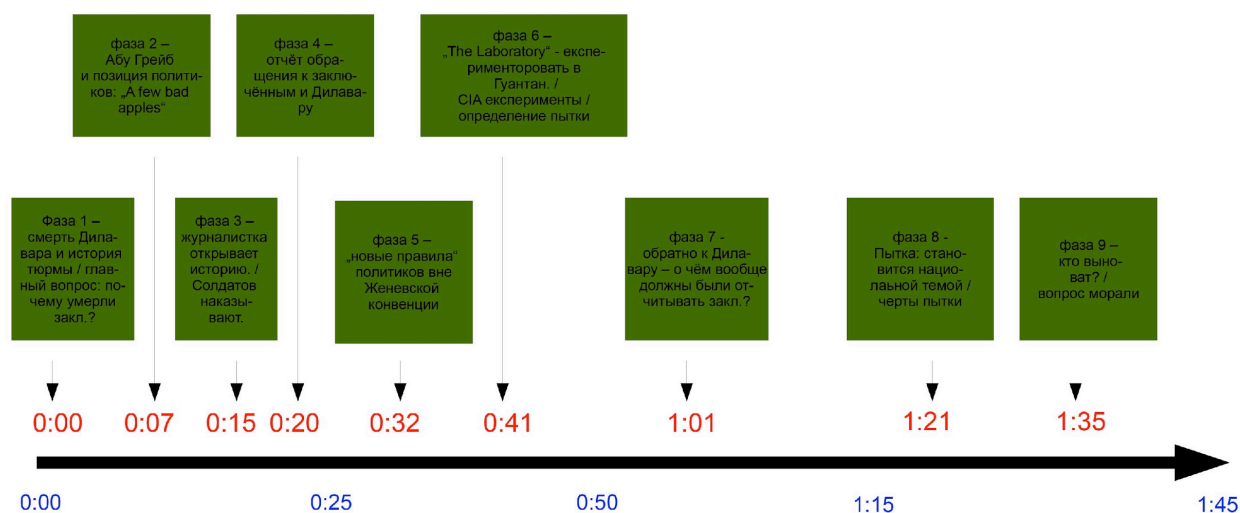 фаза 2 –
Абу Грейб
и позиция полити-
ков: „A few bad
apples“
фаза 4 –
отчёт обра-
щения к заклю-
чённым и Дилава-
ру
фаза 6 –
„The Laboratory“ - експе-
рименторовать в
Гуантан. /
CIA експерименты /
определение пытки
Фаза 1 –
смерть Дила-
вара и история
тюрмы / глав-
ный вопрос: по-
чему умерли
закл.?
фаза 3 –
журналистка
открывает
историю. /
Солдатов
наказы-
вают.
фаза 5 –
„новые правила“
политиков вне
Женевской
конвенции
фаза 7 -
обратно к Дила-
вару – о чём вообще
должны были от-
читывать закл.?
фаза 8 -
Пытка: стано-
вится нацио-
лаьной темой /
черты пытки
фаза 9 –
кто выно-
ват? /
вопрос морали
0:00 0:07 0:15 0:20 0:32 0:41 1:01 1:21 1:35
0:00 0:25 0:50 1:15 1:45